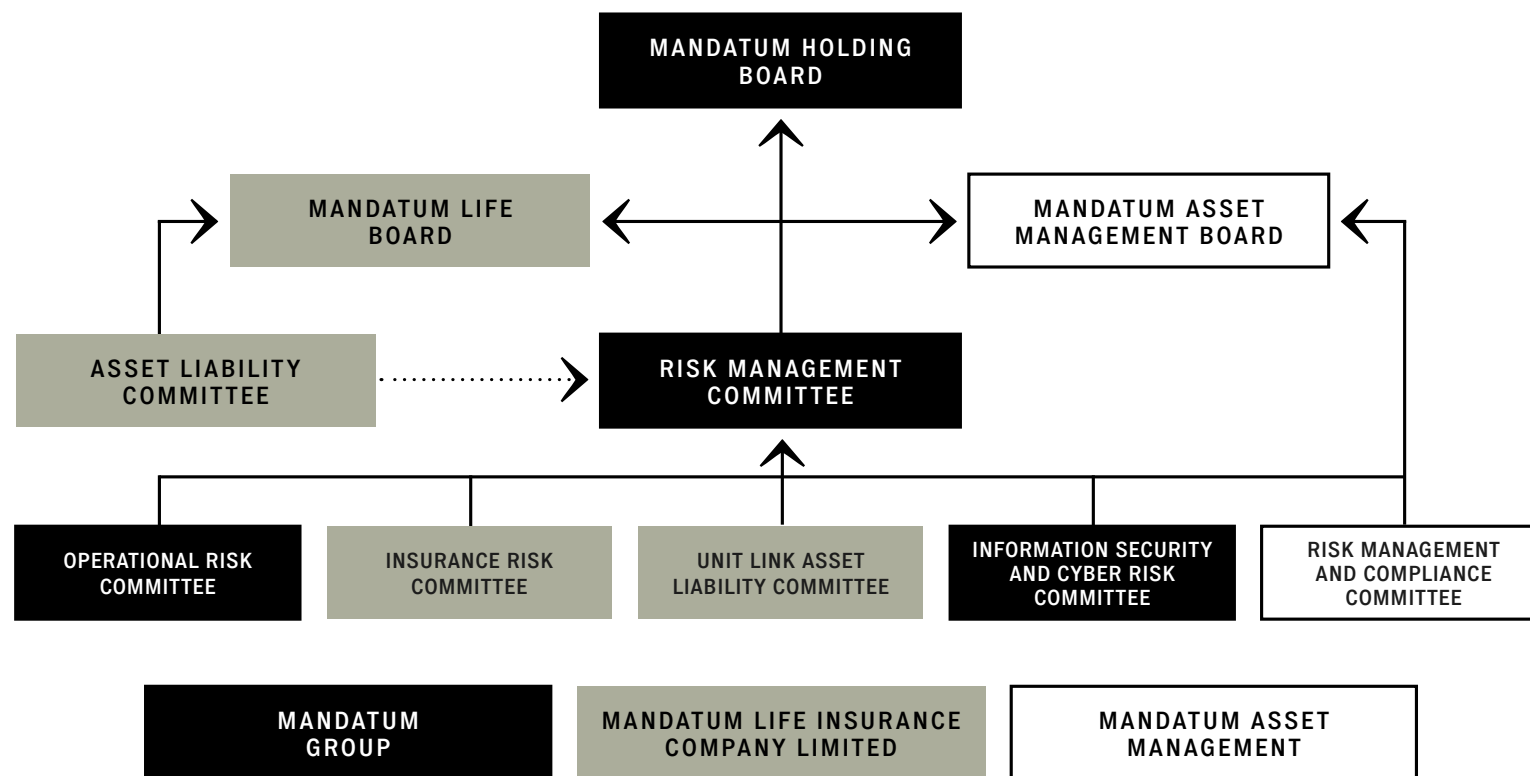 MANDATUM HOLDING
BOARD
MANDATUM LIFE
BOARD
MANDATUM ASSET
MANAGEMENT BOARD
ASSET LIABILITY
COMMITTEE
RISK MANAGEMENT
COMMITTEE
OPERATIONAL RISK
COMMITTEE
INSURANCE RISK
COMMITTEE
UNIT LINK ASSET
LIABILITY COMMITTEE
INFORMATION SECURITY
AND CYBER RISK
COMMITTEE
RISK MANAGEMENT
AND COMPLIANCE
COMMITTEE
MANDATUM
GROUP
MANDATUM LIFE INSURANCE
COMPANY LIMITED
MANDATUM ASSET
MANAGEMENT